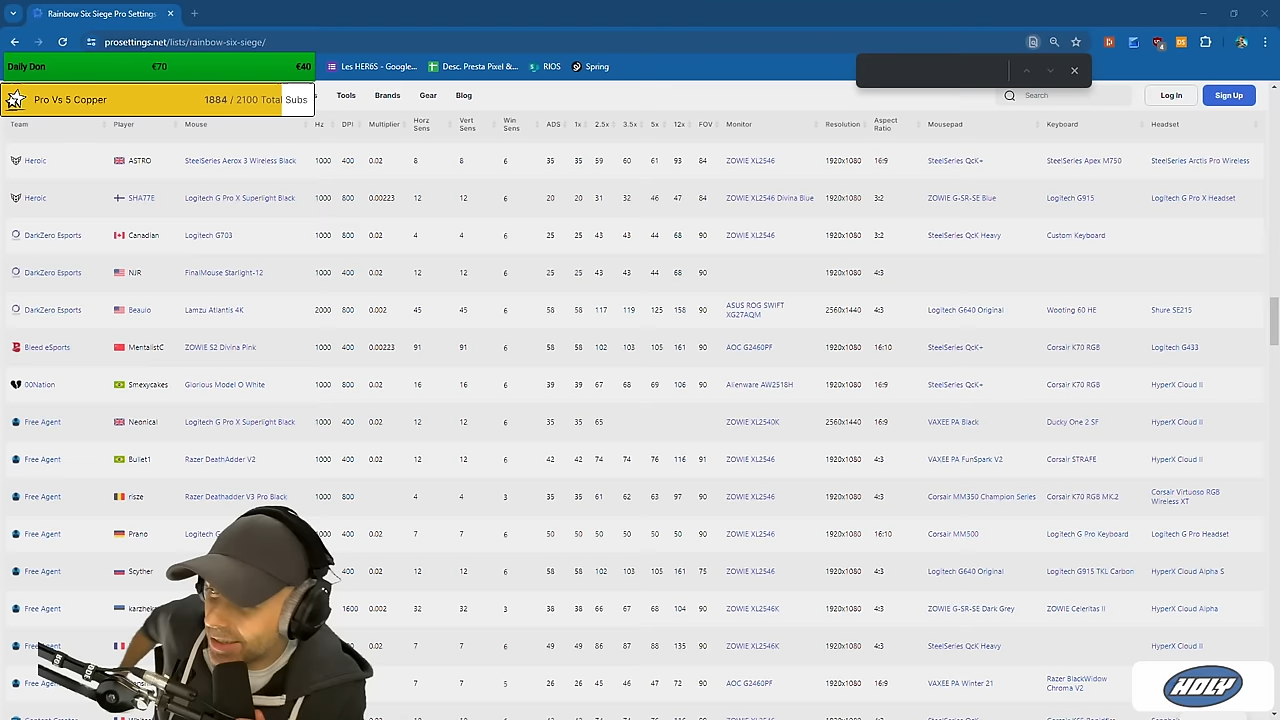 Rainbow Six Siege Pro Settings
prosettings.net/lists/rainbow-six-siege/
Daily Don €70 €40
Les HER6S - Google... Desc. Presta Pixel &... RIOS Spring
Pro Vs 5 Copper 1884 / 2100 Total Subs
s Tools Brands Gear Blog Search Log In Sign Up
Team Player Mouse Hz DPI Multiplier Horz Sens Vert Sens Win Sens ADS 1x 2.5x 3.5x 5x 12x FOV Monitor Resolution Aspect Ratio Mousepad Keyboard Headset
Heroic ASTRO SteelSeries Aerox 3 Wireless Black 1000 400 0.02 8 8 6 35 35 59 60 61 93 84 ZOWIE XL2546 1920x1080 16:9 SteelSeries QcK+ SteelSeries Apex M750 SteelSeries Arctis Pro Wireless
Heroic SHA77E Logitech G Pro X Superlight Black 1000 800 0.00223 12 12 6 20 20 31 32 46 47 84 ZOWIE XL2546 Divina Blue 1920x1080 3:2 ZOWIE G-SR-SE Blue Logitech G915 Logitech G Pro X Headset
DarkZero Esports Canadian Logitech G703 1000 800 0.02 4 4 6 25 25 43 43 44 68 90 ZOWIE XL2546 1920x1080 3:2 SteelSeries QcK Heavy Custom Keyboard
DarkZero Esports NJR FinalMouse Starlight-12 1000 400 0.02 12 12 6 25 25 43 43 44 68 90 1920x1080 4:3
DarkZero Esports Beaulo Lamzu Atlantis 4K 2000 800 0.002 45 45 6 58 58 117 119 125 158 90 ASUS ROG SWIFT XG27AQM 2560x1440 4:3 Logitech G640 Original Wooting 60 HE Shure SE215
Bleed eSports MentalistC ZOWIE S2 Divina Pink 1000 400 0.00223 91 91 6 58 58 102 103 105 161 90 AOC G2460PF 1920x1080 16:10 SteelSeries QcK+ Corsair K70 RGB Logitech G433
00Nation Smexycakes Glorious Model O White 1000 800 0.02 16 16 6 39 39 67 68 69 106 90 Alienware AW2518H 1920x1080 16:9 SteelSeries QcK+ Corsair K70 RGB HyperX Cloud II
Free Agent Neonical Logitech G Pro X Superlight Black 1000 400 0.02 12 12 6 35 35 65 ZOWIE XL2540K 2560x1440 16:9 VAXEE PA Black Ducky One 2 SF HyperX Cloud II
Free Agent Bullet1 Razer DeathAdder V2 1000 400 0.02 12 12 6 42 42 74 74 76 116 91 ZOWIE XL2546 1920x1080 4:3 VAXEE PA FunSpark V2 Corsair STRAFE HyperX Cloud II
Free Agent risze Razer Deathadder V3 Pro Black 1000 800 4 4 3 35 35 61 62 63 97 90 ZOWIE XL2546 1920x1080 4:3 Corsair MM350 Champion Series Corsair K70 RGB MK.2 Corsair Virtuoso RGB Wireless XT
Free Agent Prano Logitech G 000 400 0.02 7 7 6 50 50 50 50 50 50 90 ZOWIE XL2546 1920x1080 16:10 Corsair MM500 Logitech G Pro Keyboard Logitech G Pro Headset
Free Agent Scyther 400 0.02 12 12 6 58 58 102 103 105 161 75 ZOWIE XL2546 1920x1080 4:3 Logitech G640 Original Logitech G915 TKL Carbon HyperX Cloud Alpha S
Free Agent karzhek 1600 0.002 32 32 3 38 38 66 67 68 104 90 ZOWIE XL2546K 1920x1080 4:3 ZOWIE G-SR-SE Dark Grey ZOWIE Celeritas II HyperX Cloud Alpha
0.02 7 7 6 49 49 86 87 88 135 90 ZOWIE XL2546K 1920x1080 4:3 SteelSeries QcK Heavy HyperX Cloud II
0.02 7 7 5 26 26 45 46 47 72 90 AOC G2460PF 1920x1080 4:3 VAXEE PA Winter 21 Razer BlackWidow Chroma V2 HyperX Cloud II
HOLY